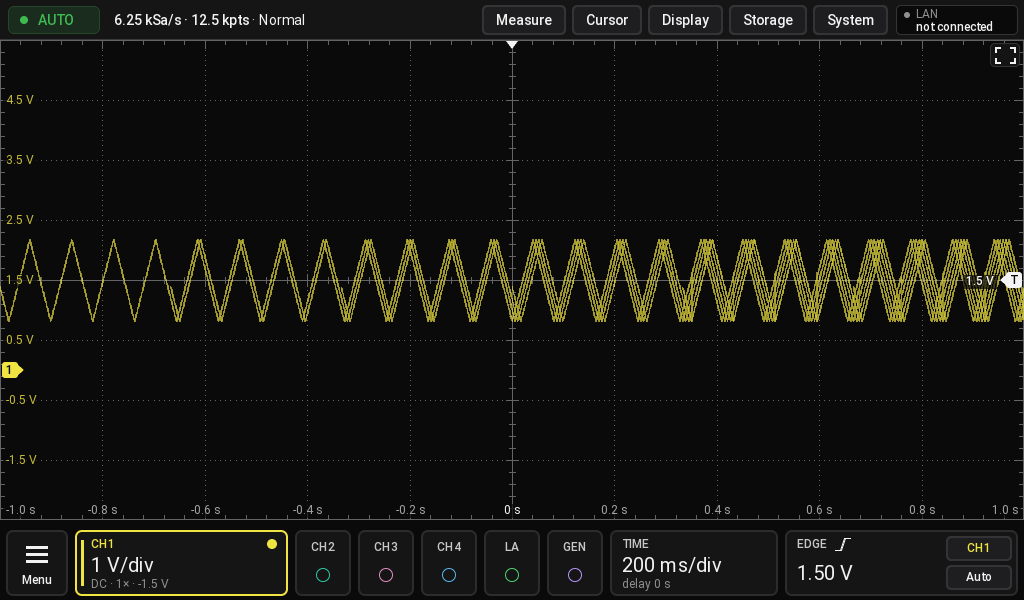 AUTO
6.25 kSa/s · 12.5 kpts · Normal
Measure
Cursor
Display
Storage
System
LAN
not connected
4.5 V
3.5 V
2.5 V
1.5 V
1.5 V
T
0.5 V
1
-0.5 V
-1.5 V
-1.0 s
-0.8 s
-0.6 s
-0.4 s
-0.2 s
0 s
0.2 s
0.4 s
0.6 s
0.8 s
1.0 s
Menu
CH1
1 V/div
DC · 1× · -1.5 V
CH2
CH3
CH4
LA
GEN
TIME
200 ms/div
delay 0 s
EDGE
1.50 V
CH1
Auto